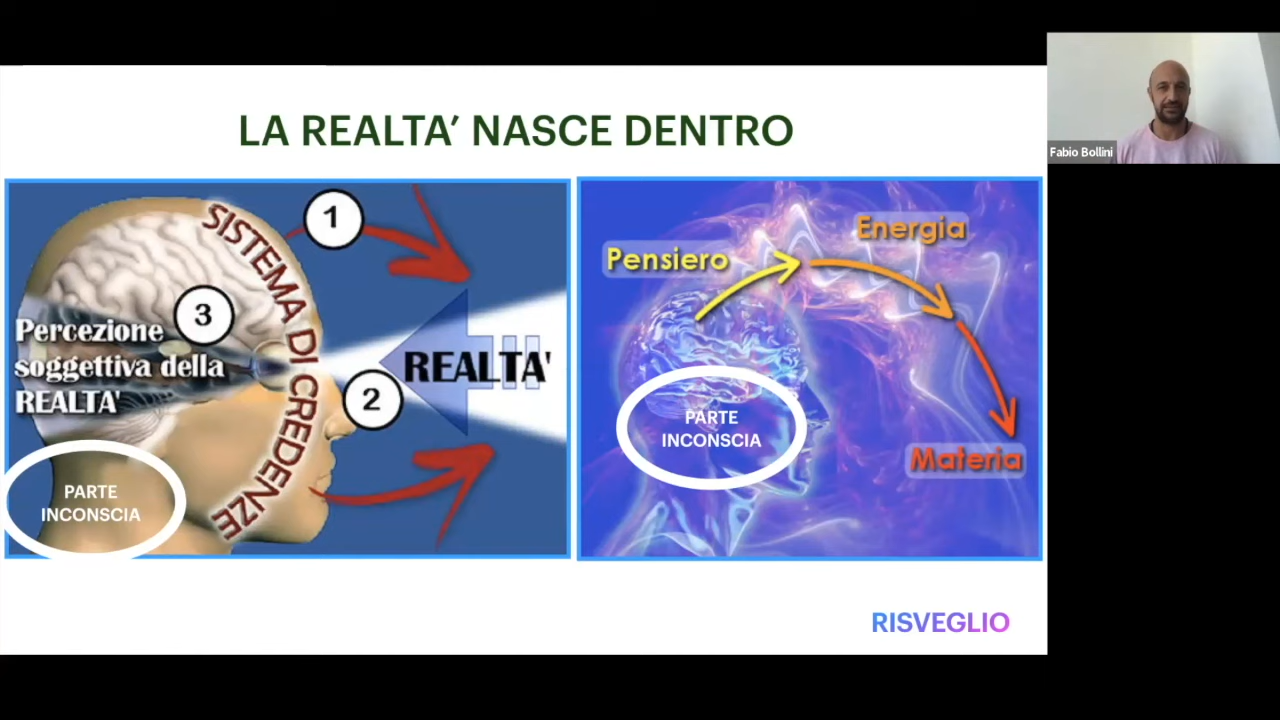 LA REALTA’ NASCE DENTRO
SISTEMA DI CREDENZE
1
3
Percezione
soggettiva della
REALTA'
REALTA'
2
PARTE
INCONSCIA
Pensiero
Energia
PARTE
INCONSCIA
Materia
RISVEGLIO
Fabio Bollini